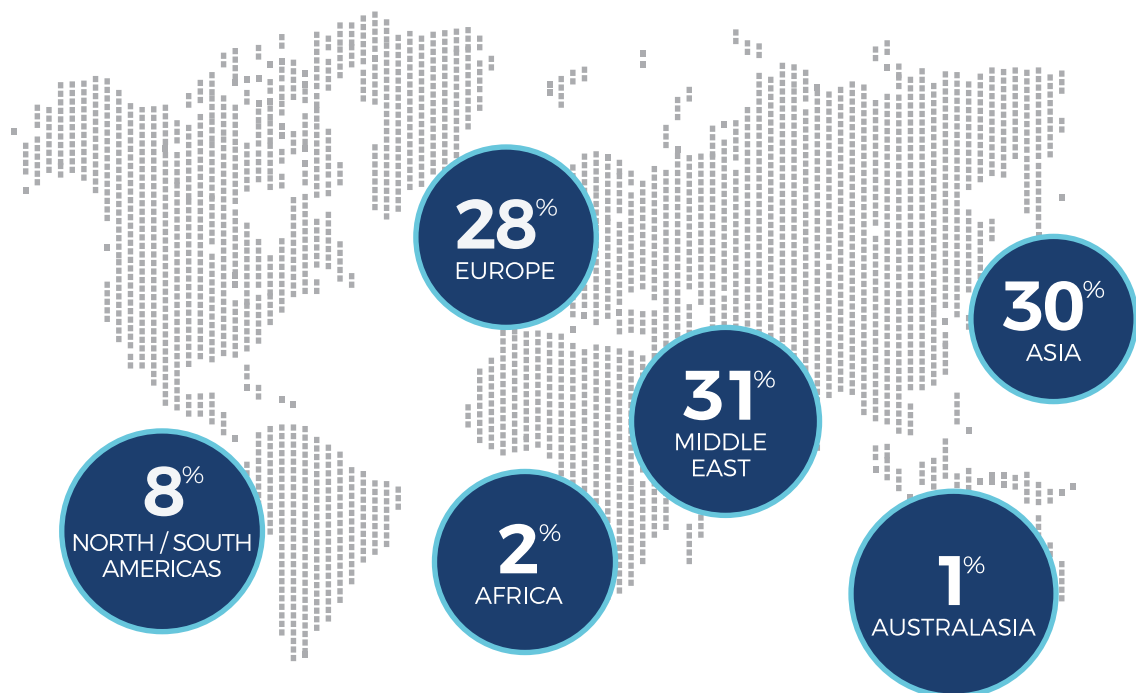 28%
EUROPE
30%
ASIA
31%
MIDDLE
EAST
8%
NORTH / SOUTH
AMERICAS
2%
AFRICA
1%
AUSTRALASIA